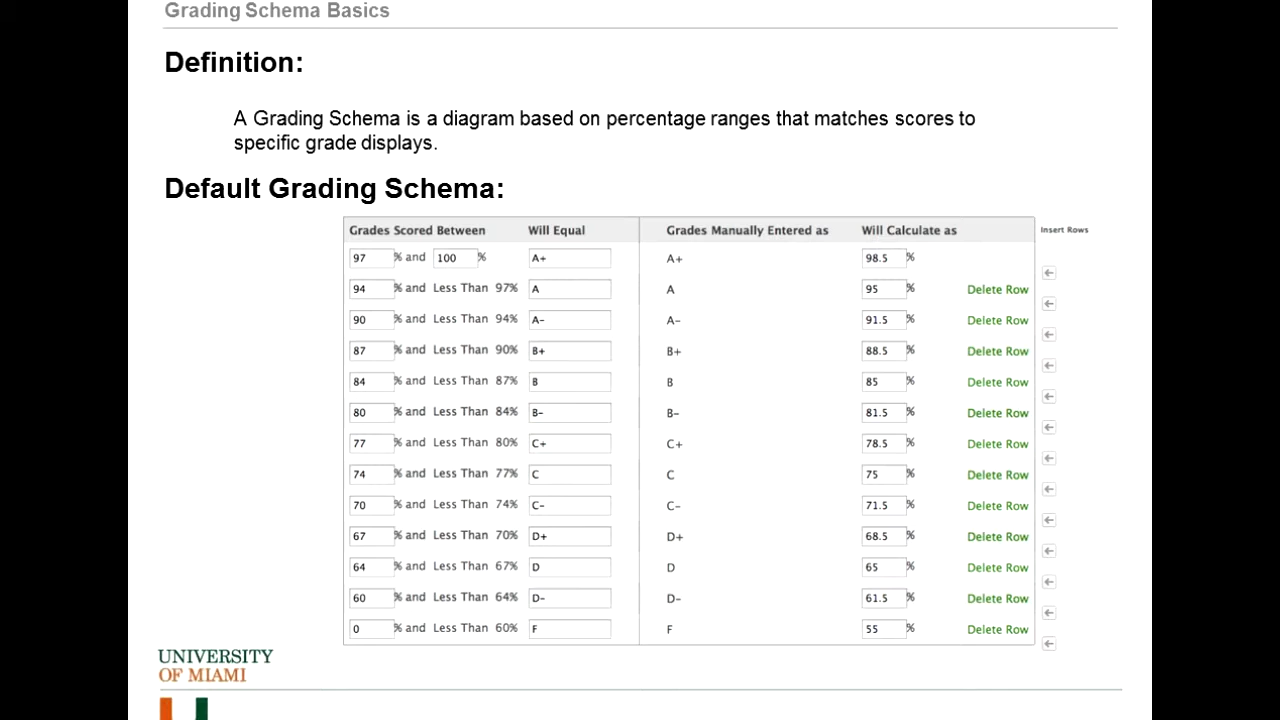 Grading Schema Basics
Definition:
A Grading Schema is a diagram based on percentage ranges that matches scores to
specific grade displays.
Default Grading Schema:
Grades Scored Between Will Equal Grades Manually Entered as Will Calculate as Insert Rows
97 % and 100 % A+ A+ 98.5 %
94 % and Less Than 97% A A 95 % Delete Row
90 % and Less Than 94% A- A- 91.5 % Delete Row
87 % and Less Than 90% B+ B+ 88.5 % Delete Row
84 % and Less Than 87% B B 85 % Delete Row
80 % and Less Than 84% B- B- 81.5 % Delete Row
77 % and Less Than 80% C+ C+ 78.5 % Delete Row
74 % and Less Than 77% C C 75 % Delete Row
70 % and Less Than 74% C- C- 71.5 % Delete Row
67 % and Less Than 70% D+ D+ 68.5 % Delete Row
64 % and Less Than 67% D D 65 % Delete Row
60 % and Less Than 64% D- D- 61.5 % Delete Row
0 % and Less Than 60% F F 55 % Delete Row
UNIVERSITY
OF MIAMI